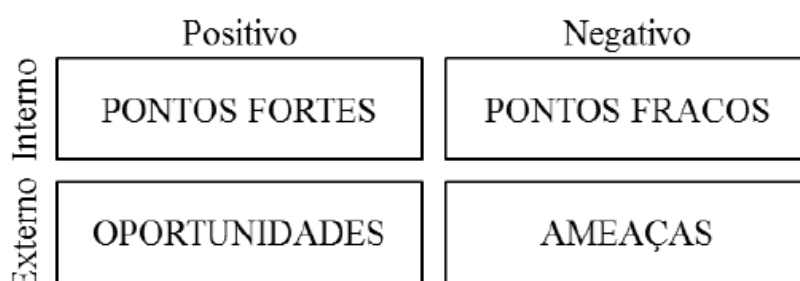 Positivo Negativo
Interno
PONTOS FORTES PONTOS FRACOS
Externo
OPORTUNIDADES AMEAÇAS